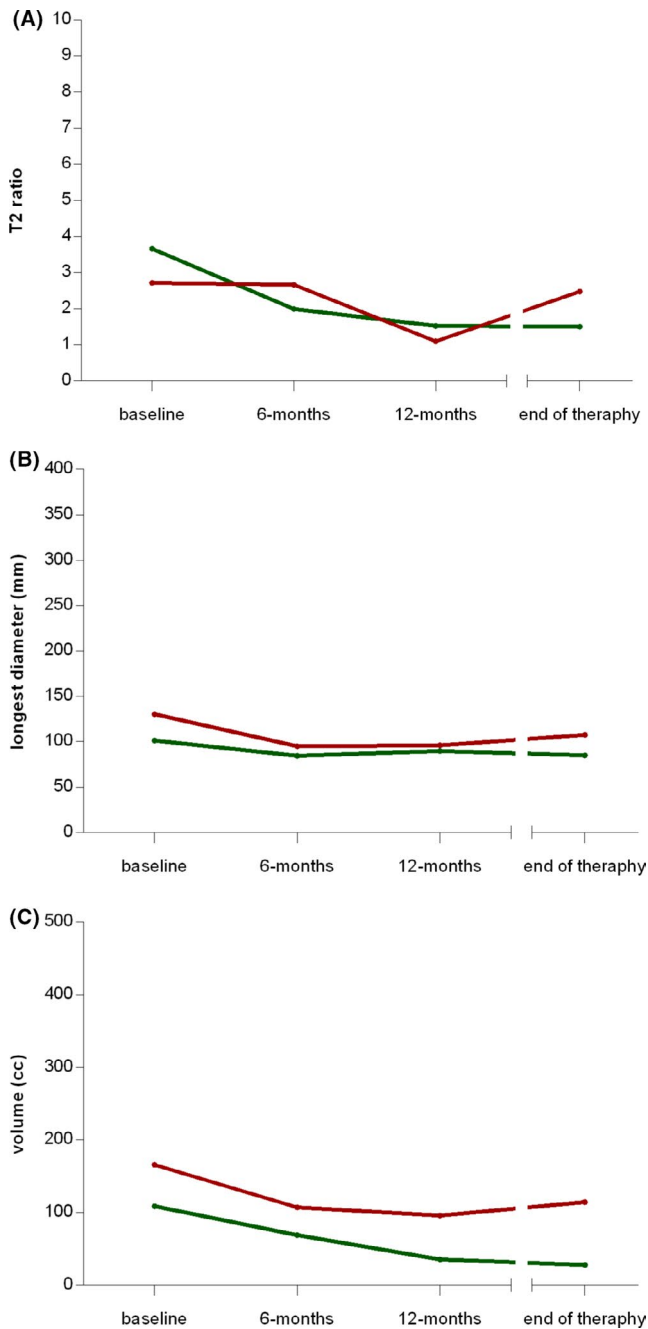 (A)
10
9
8
7
6
5
4
3
2
1
0
T2 ratio
baseline 6-months 12-months end of theraphy
(B)
400
350
300
250
200
150
100
50
0
longest diameter (mm)
baseline 6-months 12-months end of theraphy
(C)
500
400
300
200
100
0
volume (cc)
baseline 6-months 12-months end of theraphy